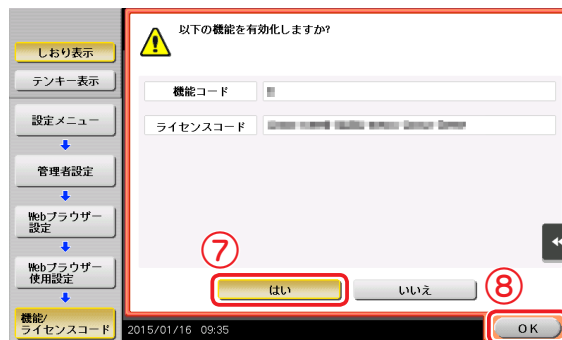 しおり表示
テンキー表示
設定メニュー
管理者設定
Webブラウザー
設定
Webブラウザー
使用設定
機能/
ライセンスコード
以下の機能を有効化しますか?
機能コード
ライセンスコード
⑦
はい
いいえ
⑧
2015/01/16 09:35
OK